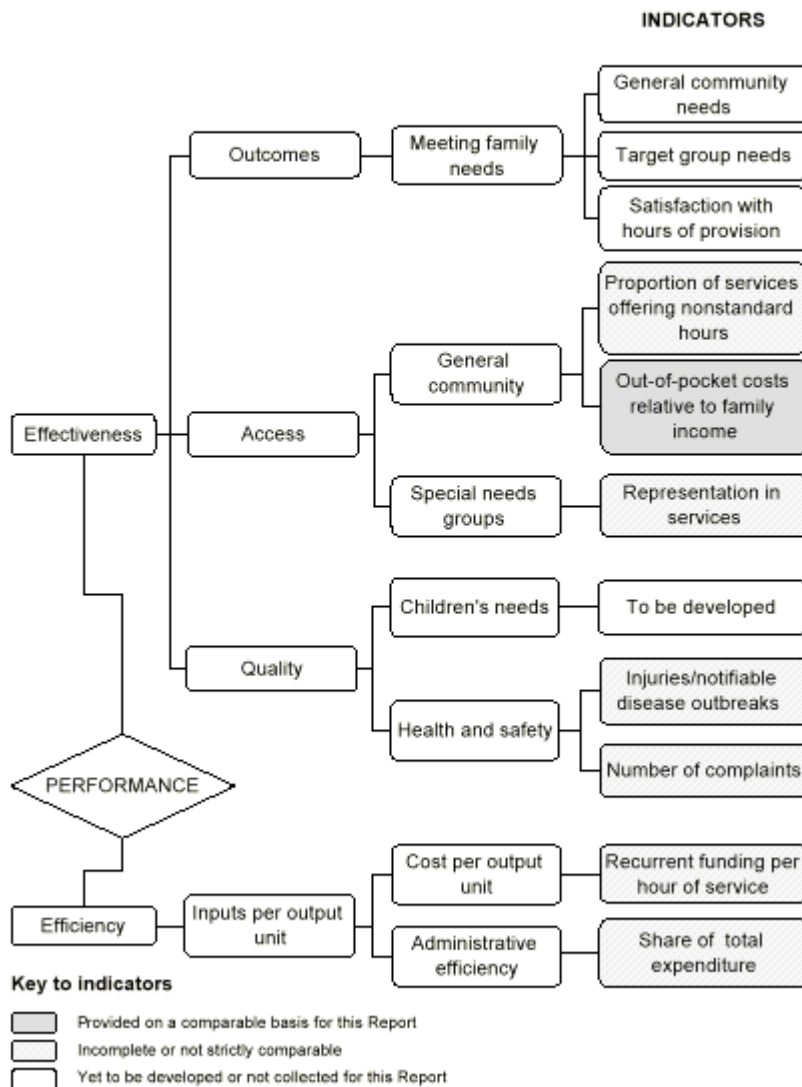 INDICATORS
General community
needs
Outcomes
Meeting family
needs
Target group needs
Satisfaction with
hours of provision
Proportion of services
offering nonstandard
hours
General
community
Out-of-pocket costs
relative to family
income
Effectiveness
Access
Special needs
groups
Representation in
services
Children's needs
To be developed
Quality
Injuries/notifiable
disease outbreaks
Health and safety
Number of complaints
PERFORMANCE
Cost per output
unit
Recurrent funding per
hour of service
Efficiency
Inputs per output
unit
Administrative
efficiency
Share of total
expenditure
Key to indicators
Provided on a comparable basis for this Report
Incomplete or not strictly comparable
Yet to be developed or not collected for this Report